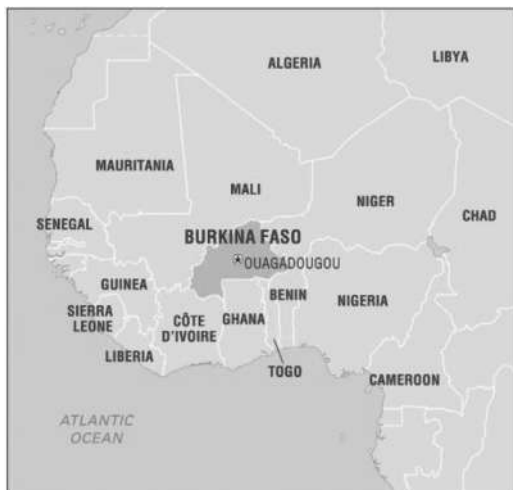 ALGERIA
LIBYA
MAURITANIA
MALI
NIGER
CHAD
SENEGAL
BURKINA FASO
OUAGADOUGOU
GUINEA
BENIN
NIGERIA
SIERRA
LEONE
CÔTE
D'IVOIRE
GHANA
LIBERIA
TOGO
CAMEROON
ATLANTIC
OCEAN